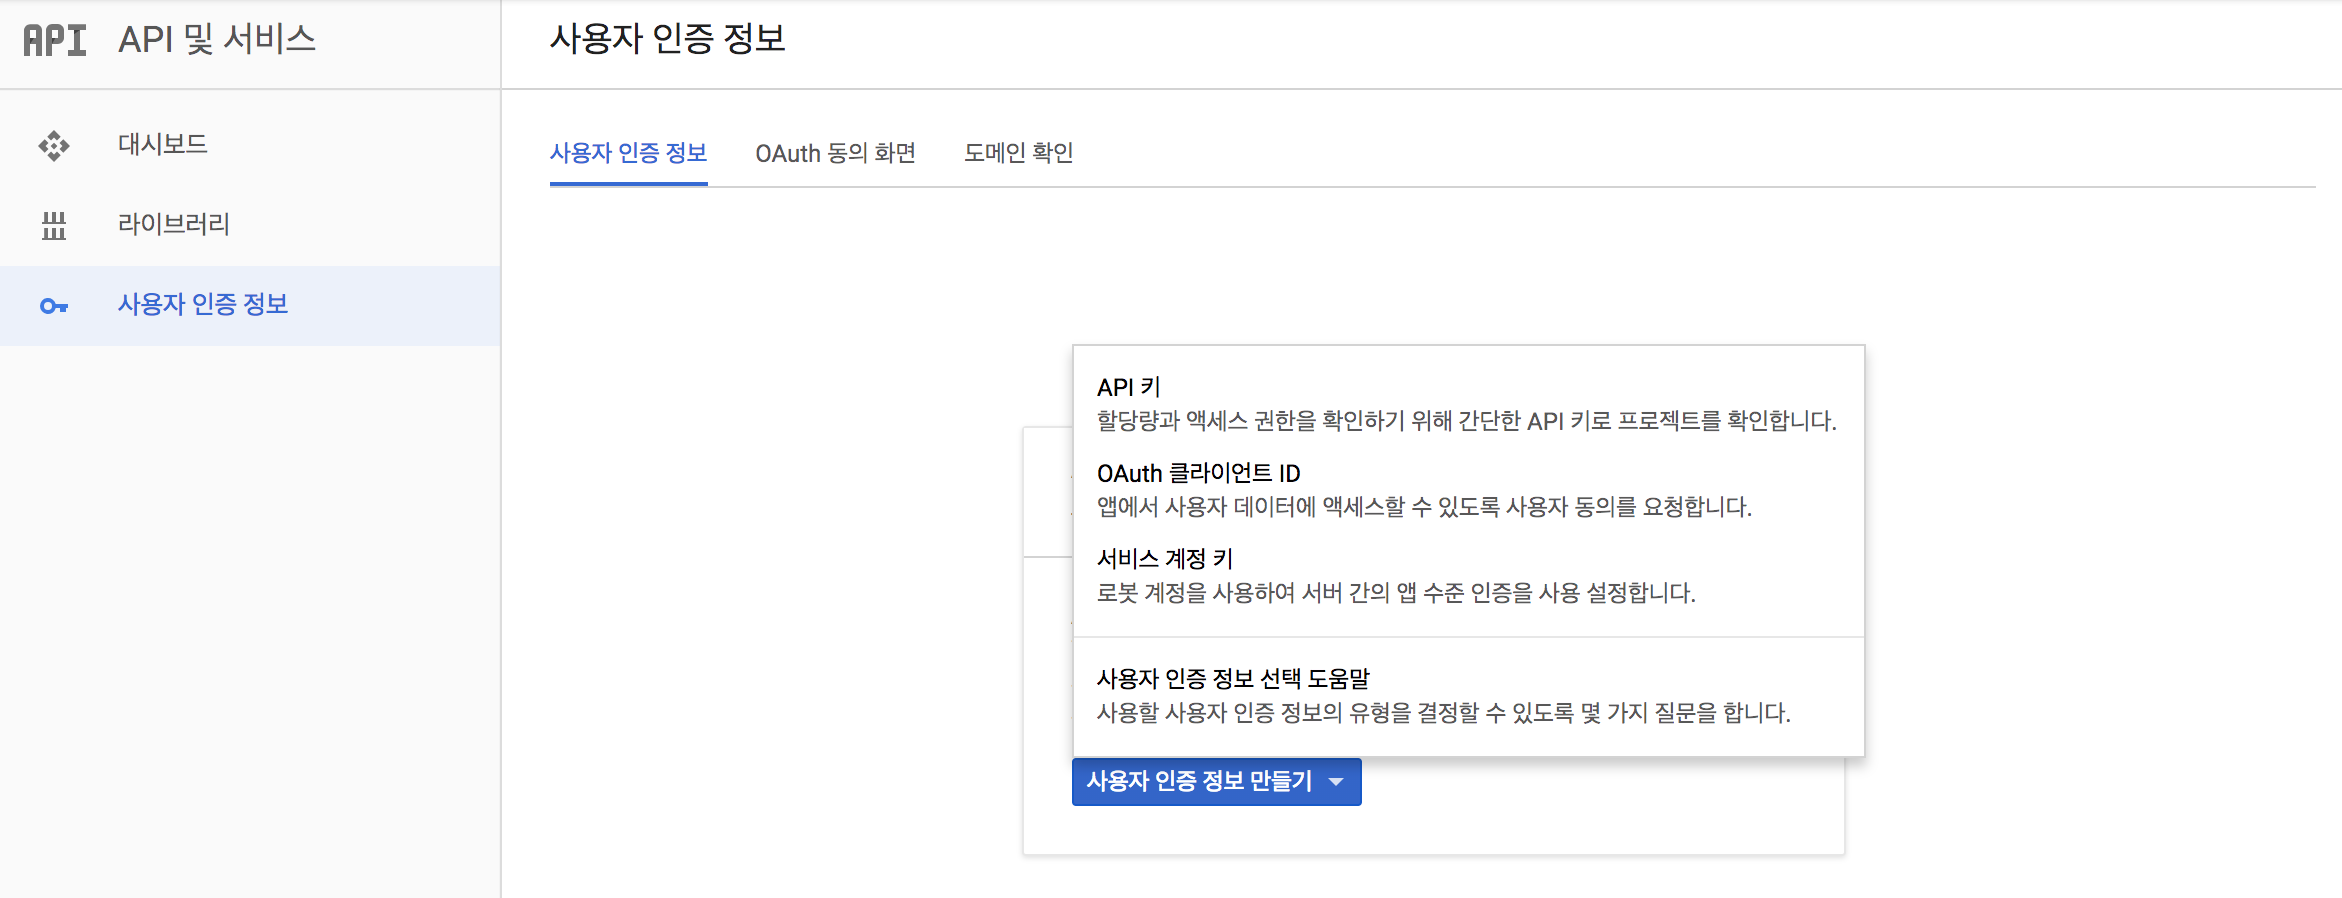 API API 및 서비스
사용자 인증 정보
대시보드
라이브러리
사용자 인증 정보
사용자 인증 정보 OAuth 동의 화면 도메인 확인
API 키
할당량과 액세스 권한을 확인하기 위해 간단한 API 키로 프로젝트를 확인합니다.
OAuth 클라이언트 ID
앱에서 사용자 데이터에 액세스할 수 있도록 사용자 동의를 요청합니다.
서비스 계정 키
로봇 계정을 사용하여 서버 간의 앱 수준 인증을 사용 설정합니다.
사용자 인증 정보 선택 도움말
사용할 사용자 인증 정보의 유형을 결정할 수 있도록 몇 가지 질문을 합니다.
사용자 인증 정보 만들기